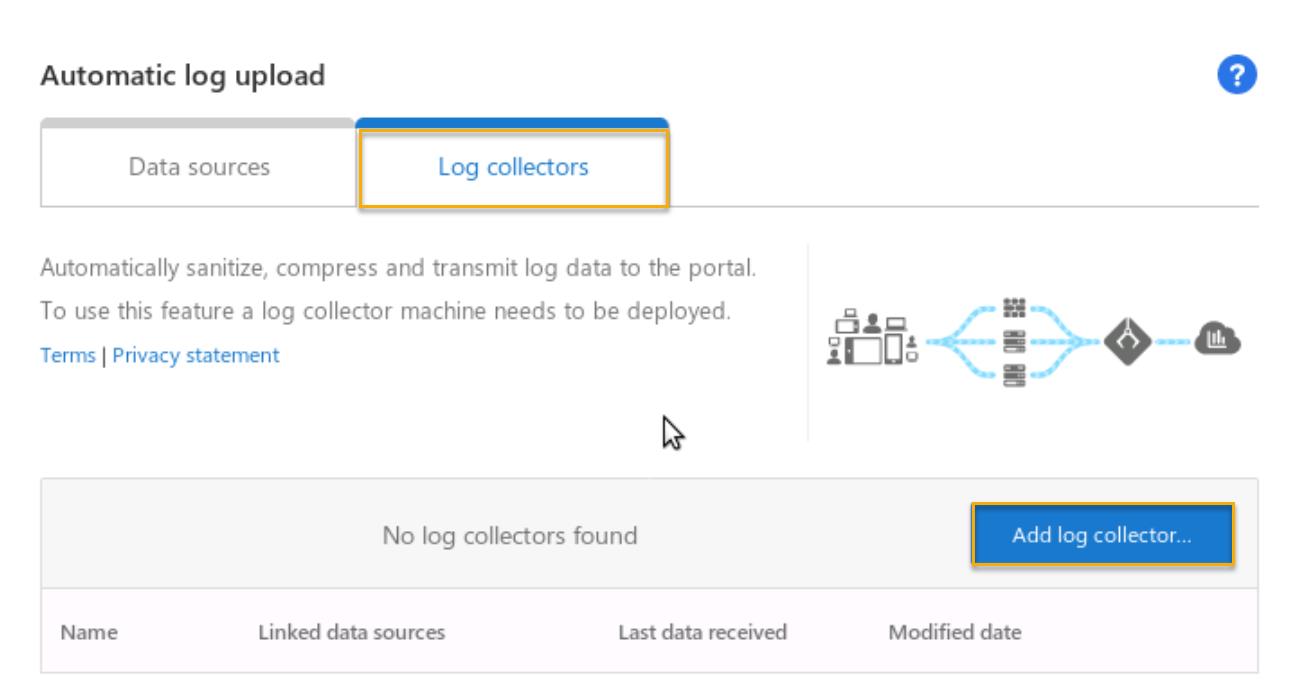 Automatic log upload
?
Data sources
Log collectors
Automatically sanitize, compress and transmit log data to the portal.
To use this feature a log collector machine needs to be deployed.
Terms | Privacy statement
No log collectors found
Add log collector...
Name Linked data sources Last data received Modified date